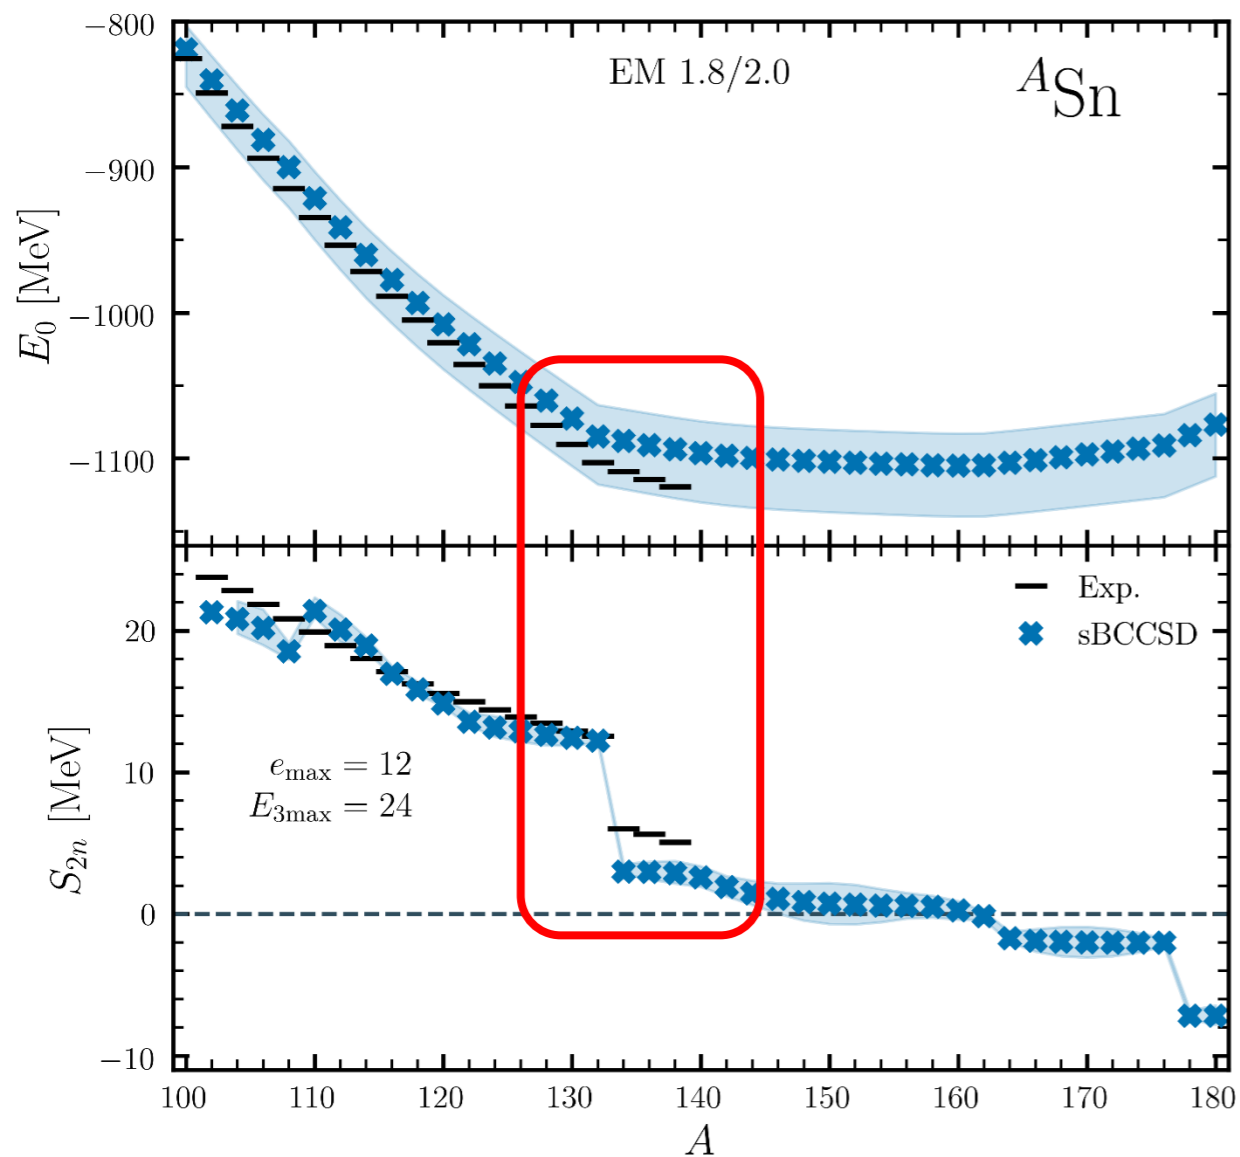 EM 1.8/2.0
ᴬSn
−800
−900
−1000
−1100
E₀ [MeV]
Exp.
sBCCSD
eₘₐₓ = 12
E₃ₘₐₓ = 24
20
10
0
−10
S₂ₙ [MeV]
100 110 120 130 140 150 160 170 180
A